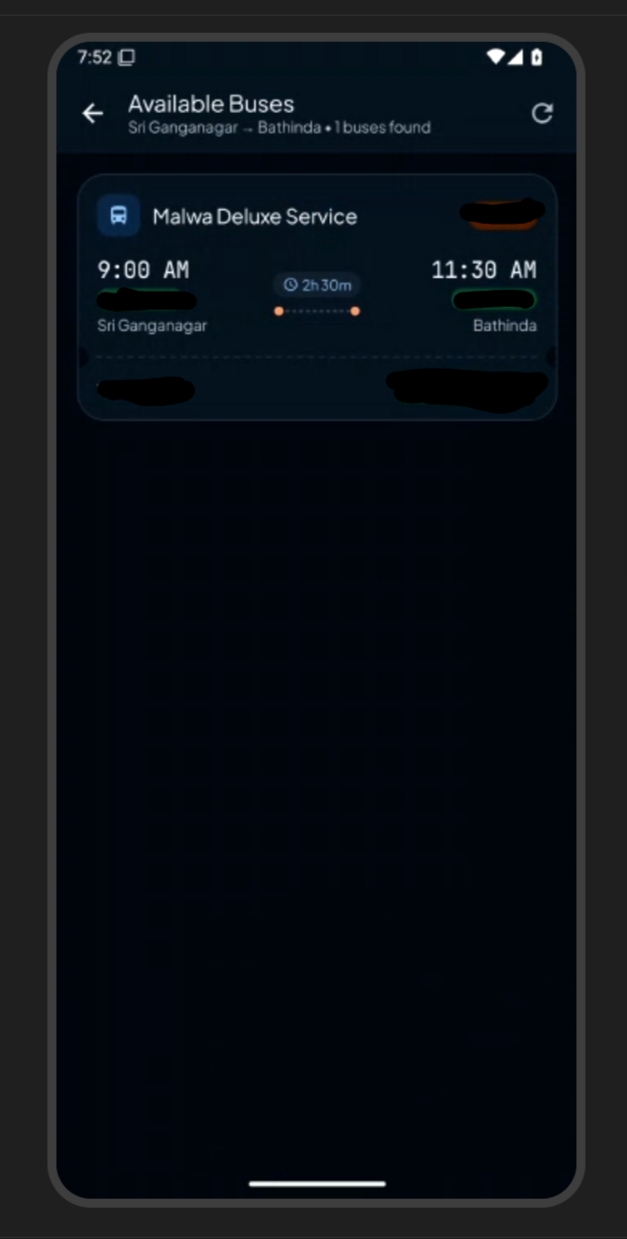 7:52
Available Buses
Sri Ganganagar → Bathinda • 1 buses found
Malwa Deluxe Service
9:00 AM
2h 30m
11:30 AM
Sri Ganganagar
Bathinda